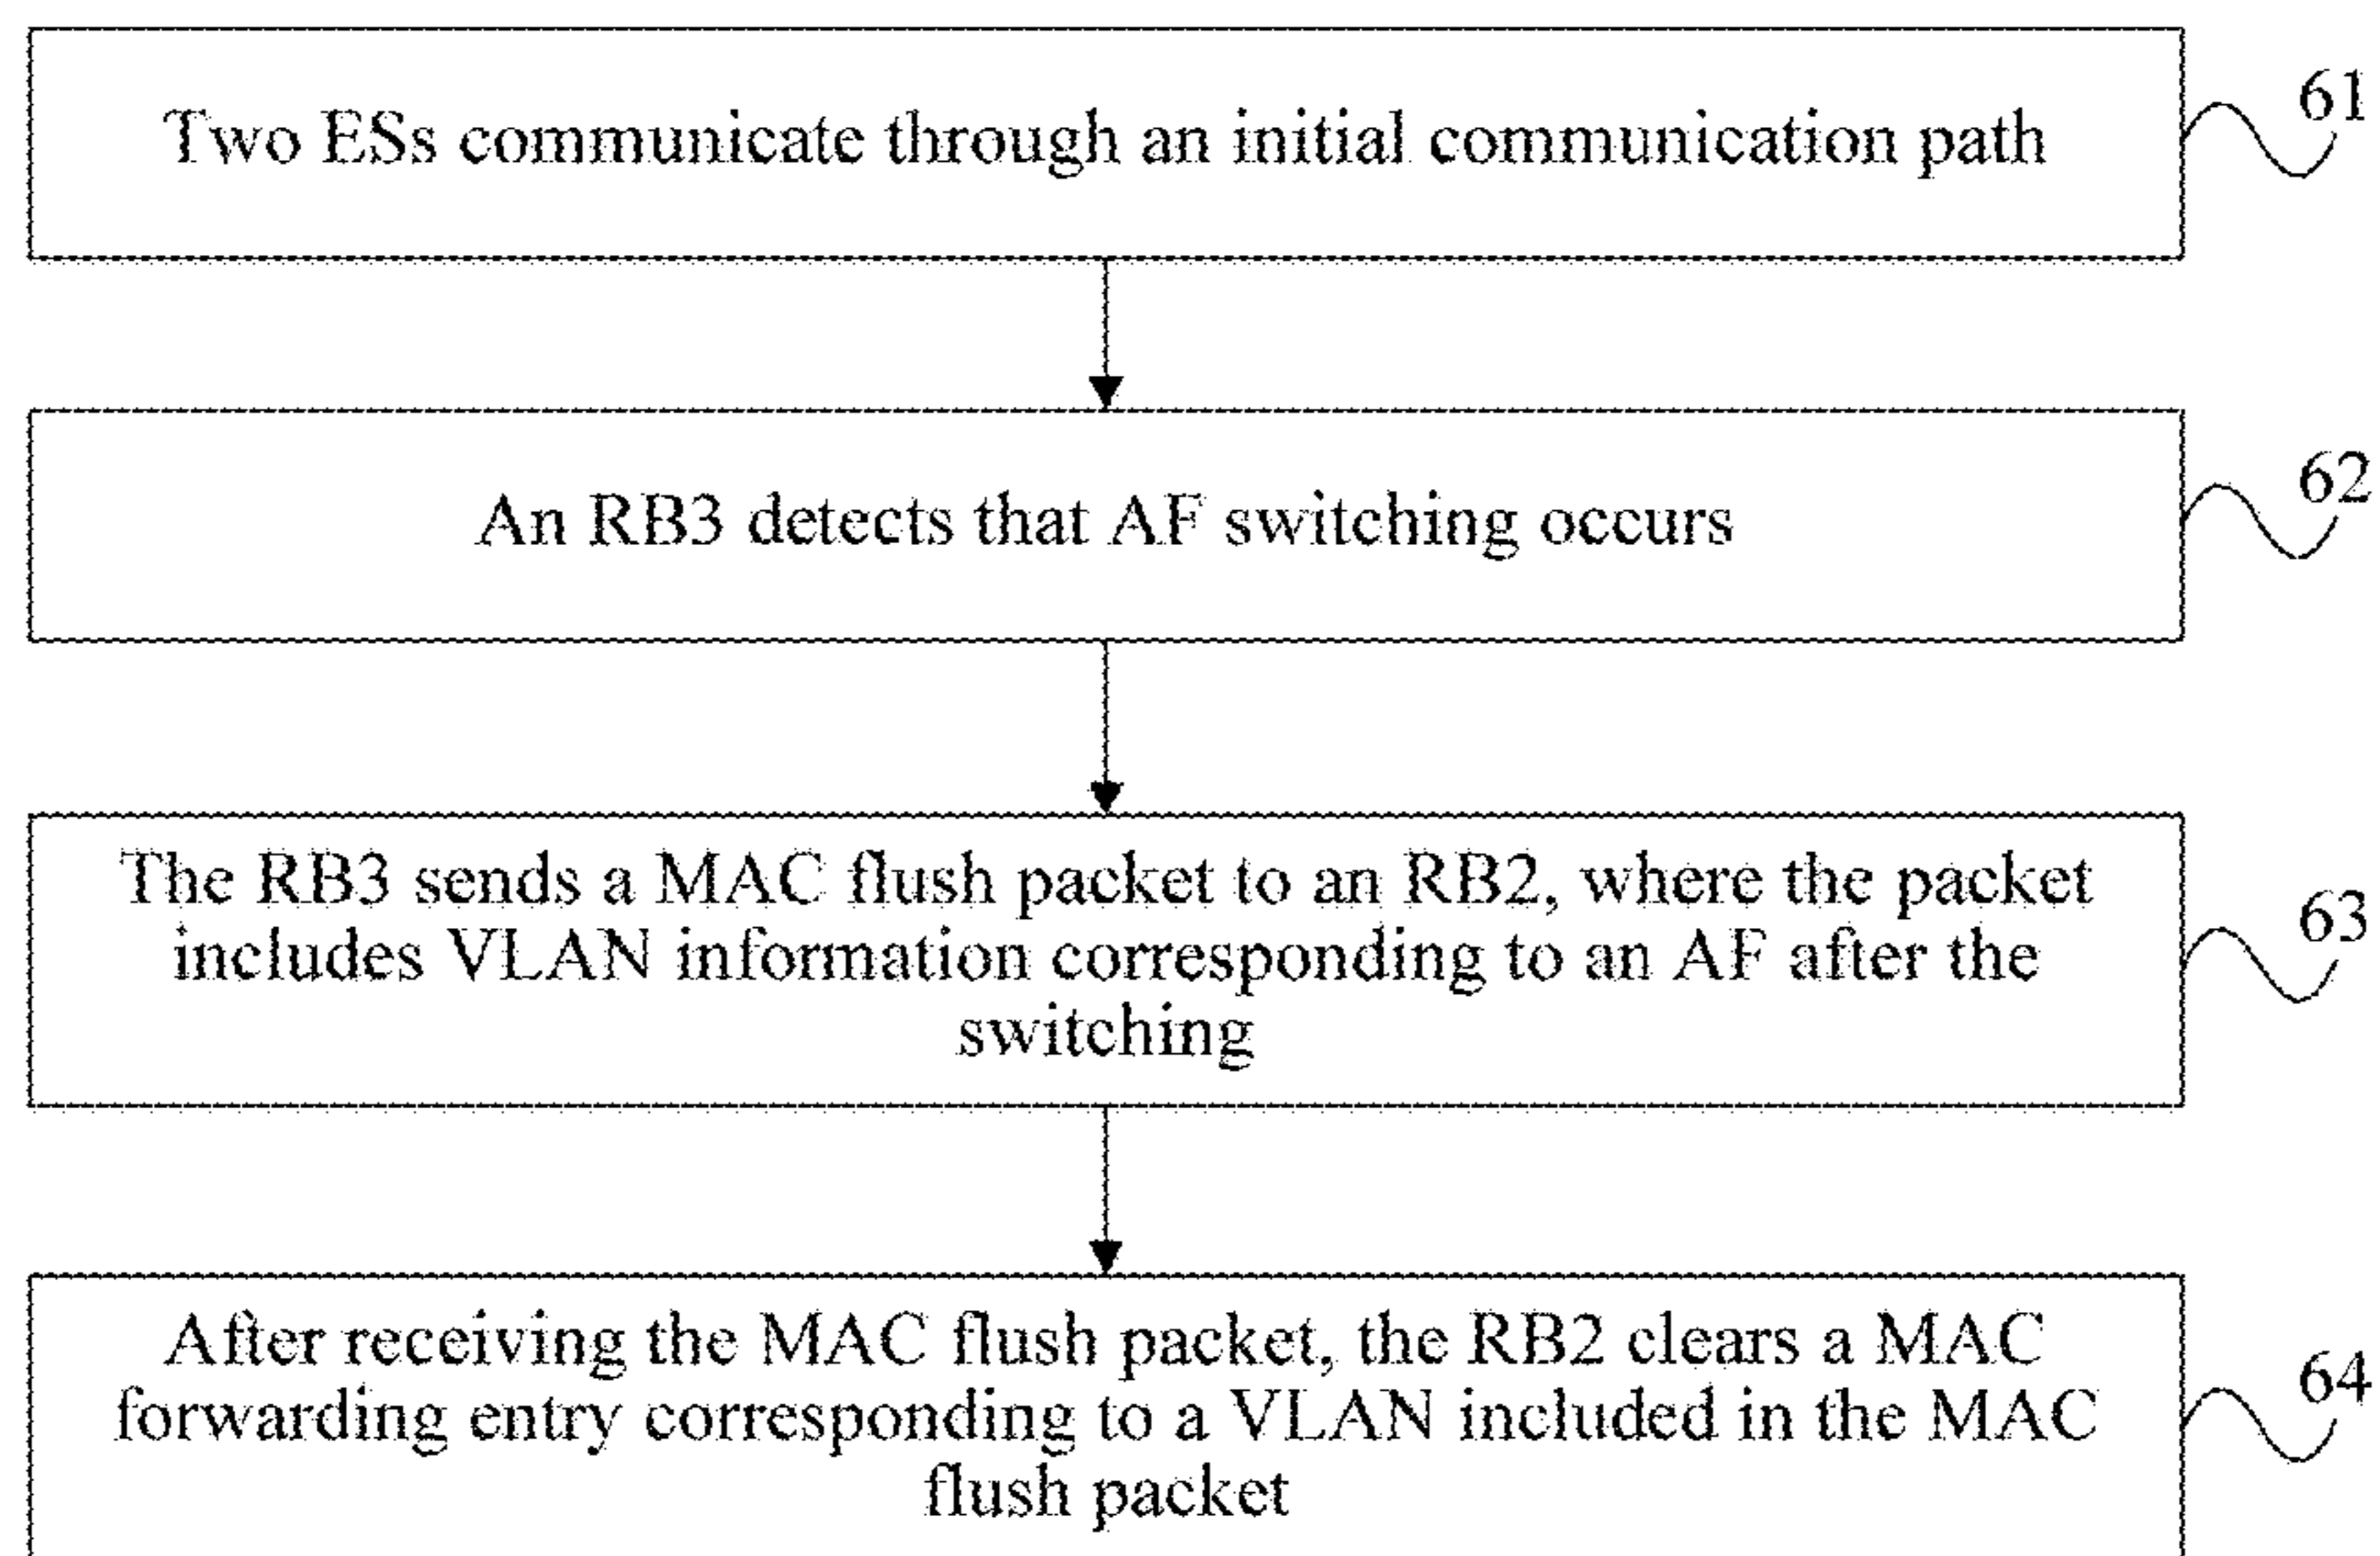 Two ESs communicate through an initial communication path
61
An RB3 detects that AF switching occurs
62
The RB3 sends a MAC flush packet to an RB2, where the packet
includes VLAN information corresponding to an AF after the
switching
63
After receiving the MAC flush packet, the RB2 clears a MAC
forwarding entry corresponding to a VLAN included in the MAC
flush packet
64